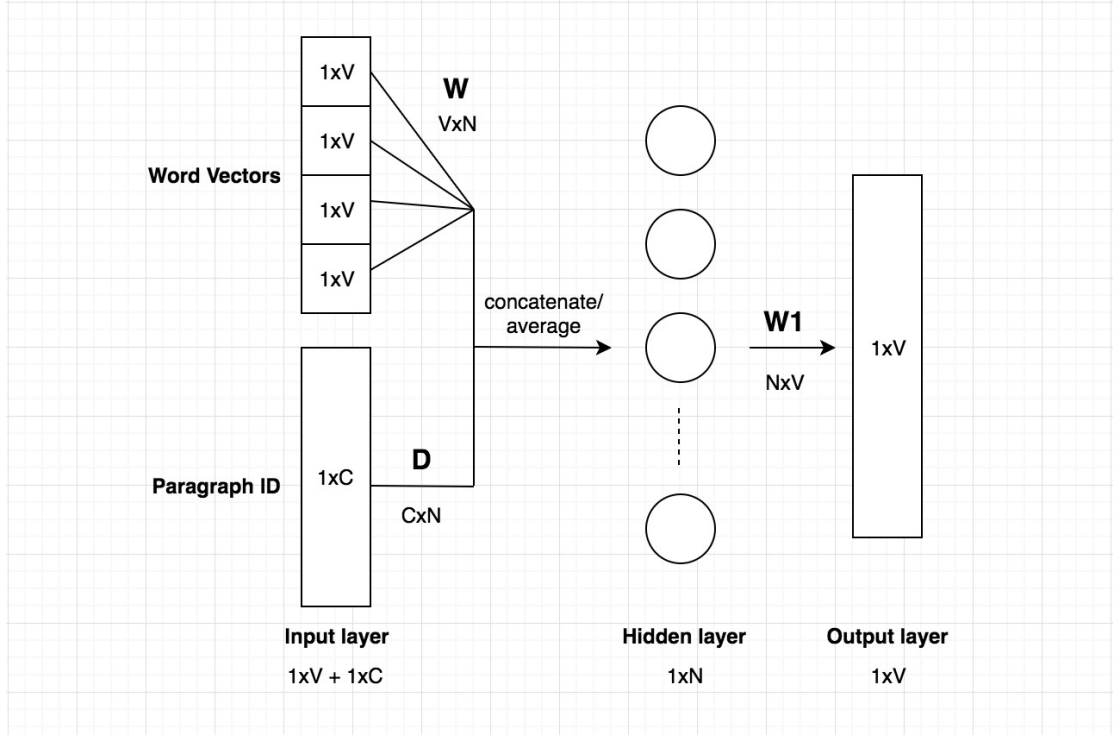 1xV
W
1xV
VxN
Word Vectors
1xV
1xV
concatenate/
average
W1
1xV
NxV
Paragraph ID
1xC
D
CxN
Input layer
Hidden layer
Output layer
1xV + 1xC
1xN
1xV